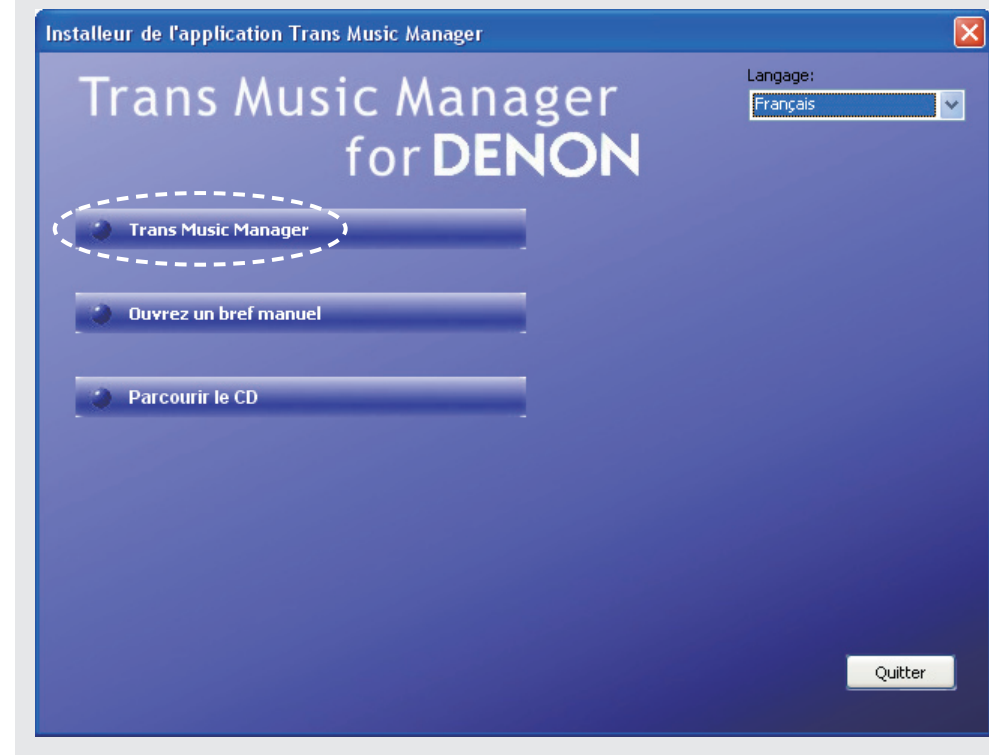 Installeur de l'application Trans Music Manager
Trans Music Manager
for DENON
Langage:
Français
Trans Music Manager
Ouvrez un bref manuel
Parcourir le CD
Quitter